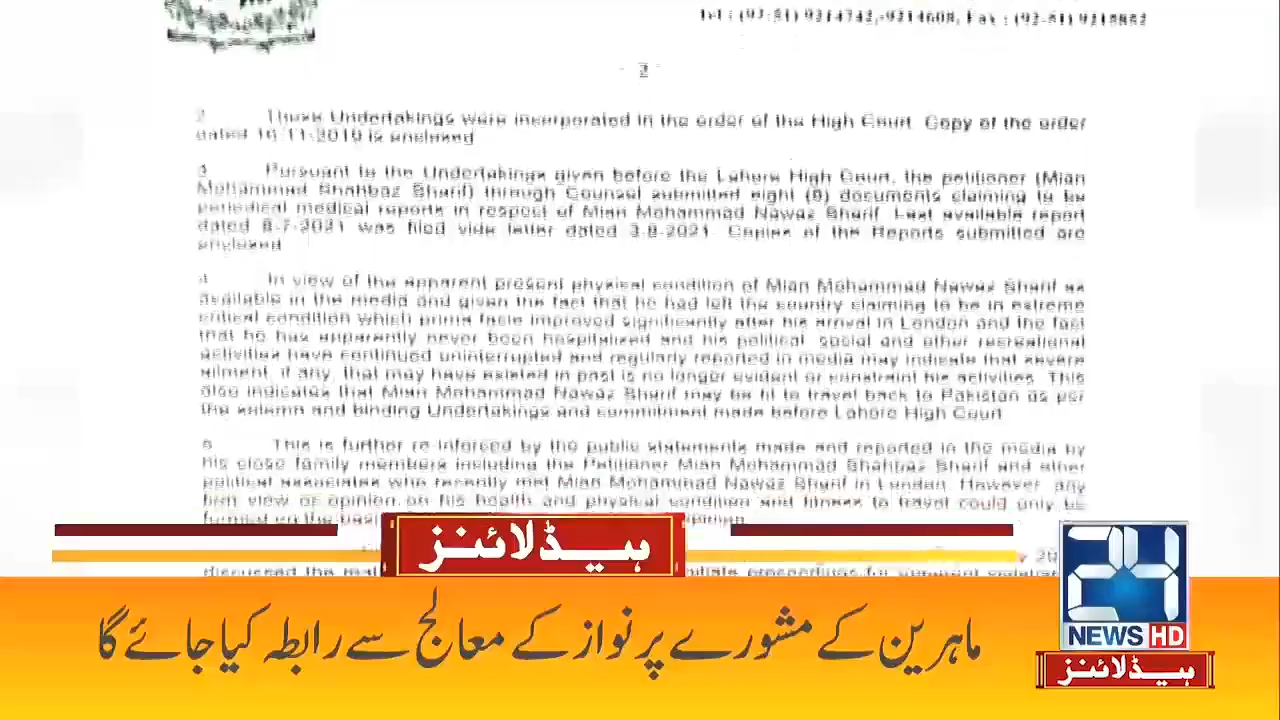 Tel : (92-51) 9214742,-9214608, Fax : (92-51) 9218882
- 2 -
2. These Undertakings were incorporated in the order of the High Court. Copy of the order
dated 16-11-2019 is enclosed
3 Pursuant to the Undertakings given before the Lahore High Court, the petitioner (Mian
Mohammad Shahbaz Sharif) through Counsel submitted eight (8) documents claiming to be
periodical medical reports in respect of Mian Mohammad Nawaz Sharif. Last available report
dated 8-7-2021 was filed vide letter dated 3-8-2021. Copies of the Reports submitted are
enclosed
4 In view of the apparent present physical condition of Mian Mohammad Nawaz Sharif as
available in the media and given the fact that he had left the country claiming to be in extreme
critical condition which prima facie improved significantly after his arrival in London and the fact
that he has apparently never been hospitalized and his political, social and other recreational
activities have continued uninterrupted and regularly reported in media may indicate that severe
ailment, if any, that may have existed in past is no longer evident or constraint his activities. This
also indicates that Mian Mohammad Nawaz Sharif may be fit to travel back to Pakistan as per
the solemn and binding Undertakings and commitment made before Lahore High Court
5 This is further re-inforced by the public statements made and reported in the media by
his close family members including the Petitioner Mian Mohammad Shahbaz Sharif and other
political associates who recently met Mian Mohammad Nawaz Sharif in London. However, any
firm view or opinion on his health and physical condition and fitness to travel could only be
formed on the
discussed the
ہیڈلائنز
24
NEWS HD
ہیڈلائنز
ماہرین کے مشورے پر نواز کے معالج سے رابطہ کیا جائے گا